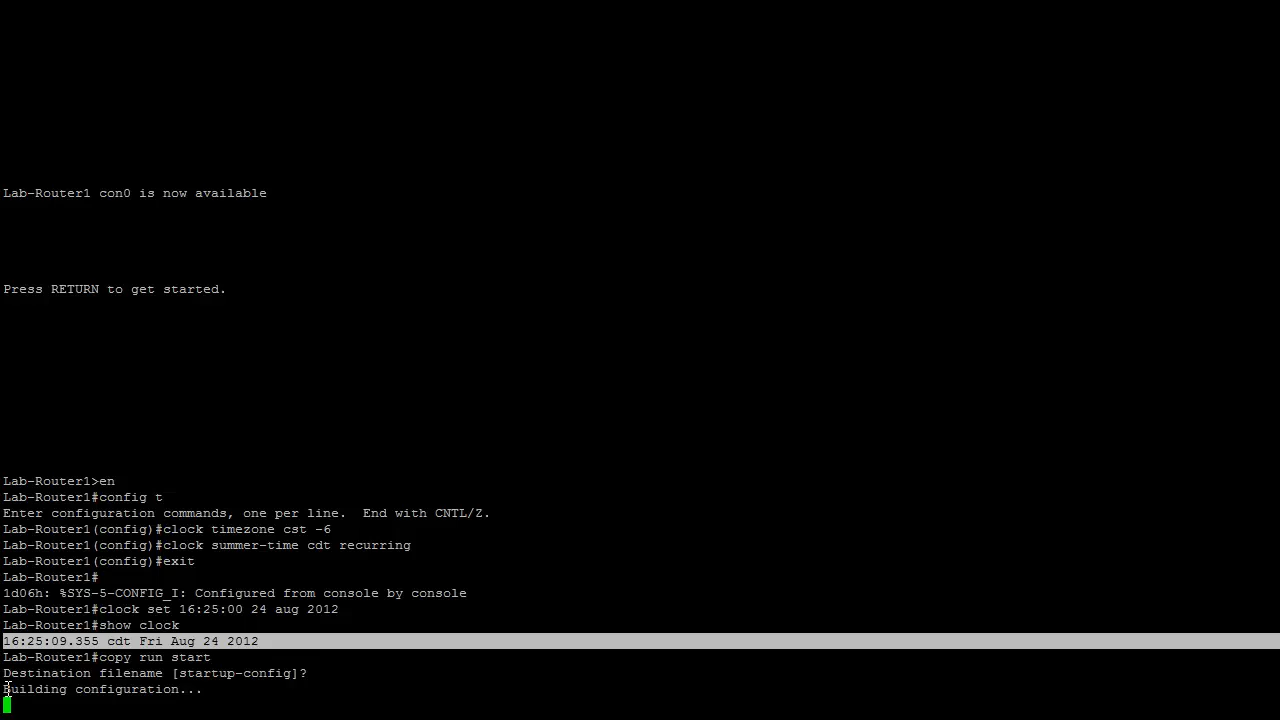 Lab-Router1 con0 is now available
Press RETURN to get started.
Lab-Router1>en
Lab-Router1#config t
Enter configuration commands, one per line.  End with CNTL/Z.
Lab-Router1(config)#clock timezone cst -6
Lab-Router1(config)#clock summer-time cdt recurring
Lab-Router1(config)#exit
Lab-Router1#
1d06h: %SYS-5-CONFIG_I: Configured from console by console
Lab-Router1#clock set 16:25:00 24 aug 2012
Lab-Router1#show clock
16:25:09.355 cdt Fri Aug 24 2012
Lab-Router1#copy run start
Destination filename [startup-config]?
Building configuration...